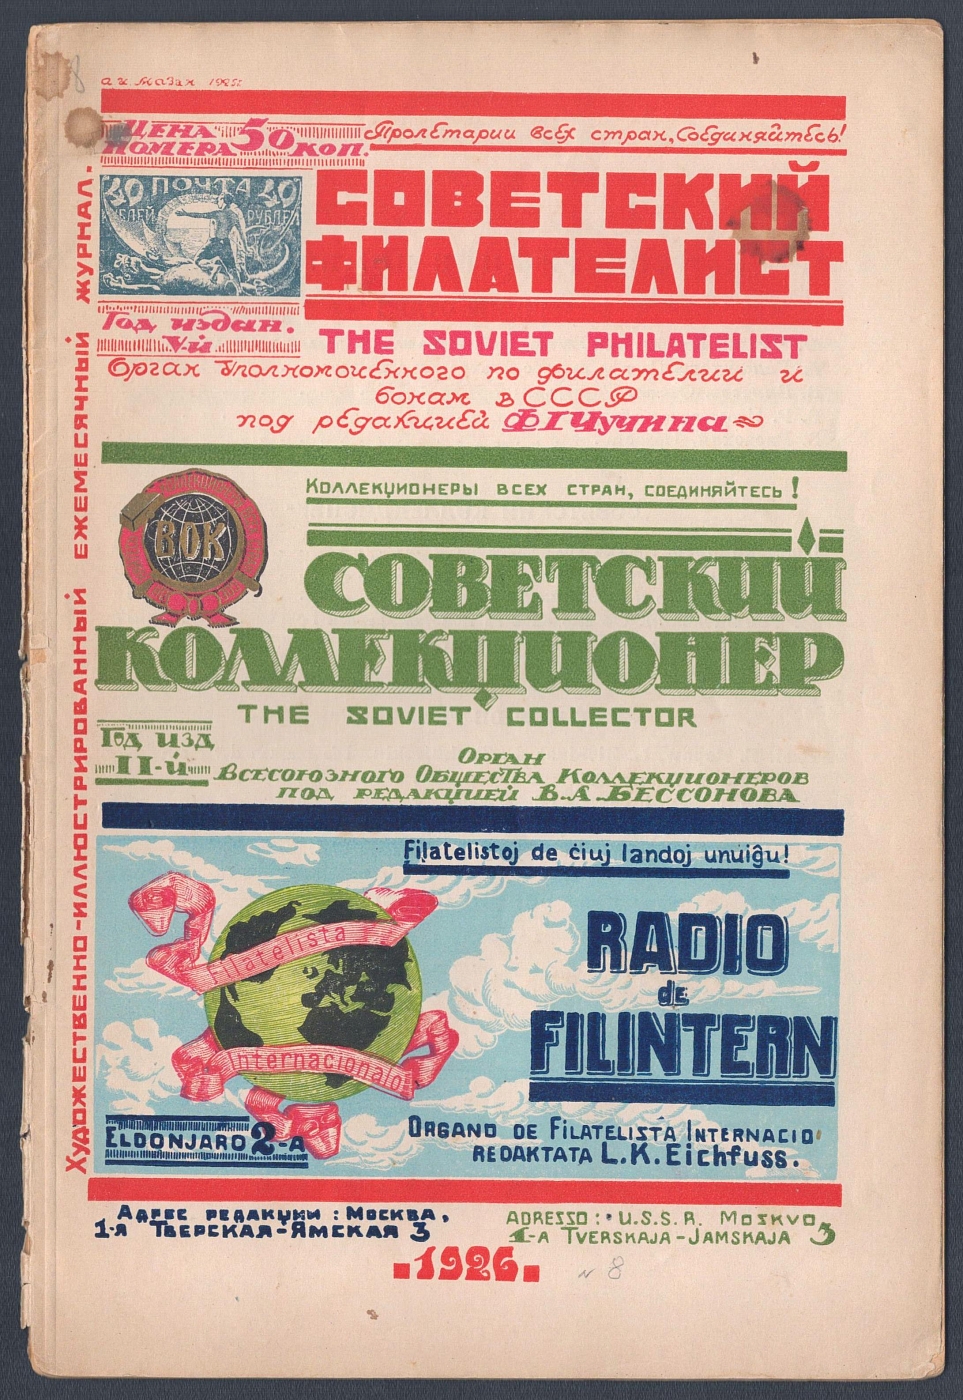 8
Цена
номера 50 коп.
Пролетарии всех стран, соединяйтесь!
ПОЧТА
РУБЛЕЙ
СОВЕТСКИЙ
ФИЛАТЕЛИСТ
Год издан.
V-й
THE SOVIET PHILATELIST
Орган Уполномоченного по филателии и
бонам в СССР
под редакцией Ф.Г. Чучина
Художественно-иллюстрированный ежемесячный журнал.
Коллекционеры всех стран, соединяйтесь!
ВОК
СОВЕТСКИЙ
КОЛЛЕКЦИОНЕР
THE SOVIET COLLECTOR
Год изд
II-й
Орган
Всесоюзного Общества Коллекционеров
под редакцией В.А. Бессонова
Filatelistoj de ĉiuj landoj unuiĝu!
RADIO
de
FILINTERN
Filatelista
Internacio
ELDONJARO 2-a
Organo de Filatelista Internacio
redaktata L.K. Eichfuss.
Адрес редакции: Москва,
1-я Тверская-Ямская 3
Adresso: U.S.S.R. Moskvo
1-a Tverskaja-Jamskaja 3
1926.
N 8